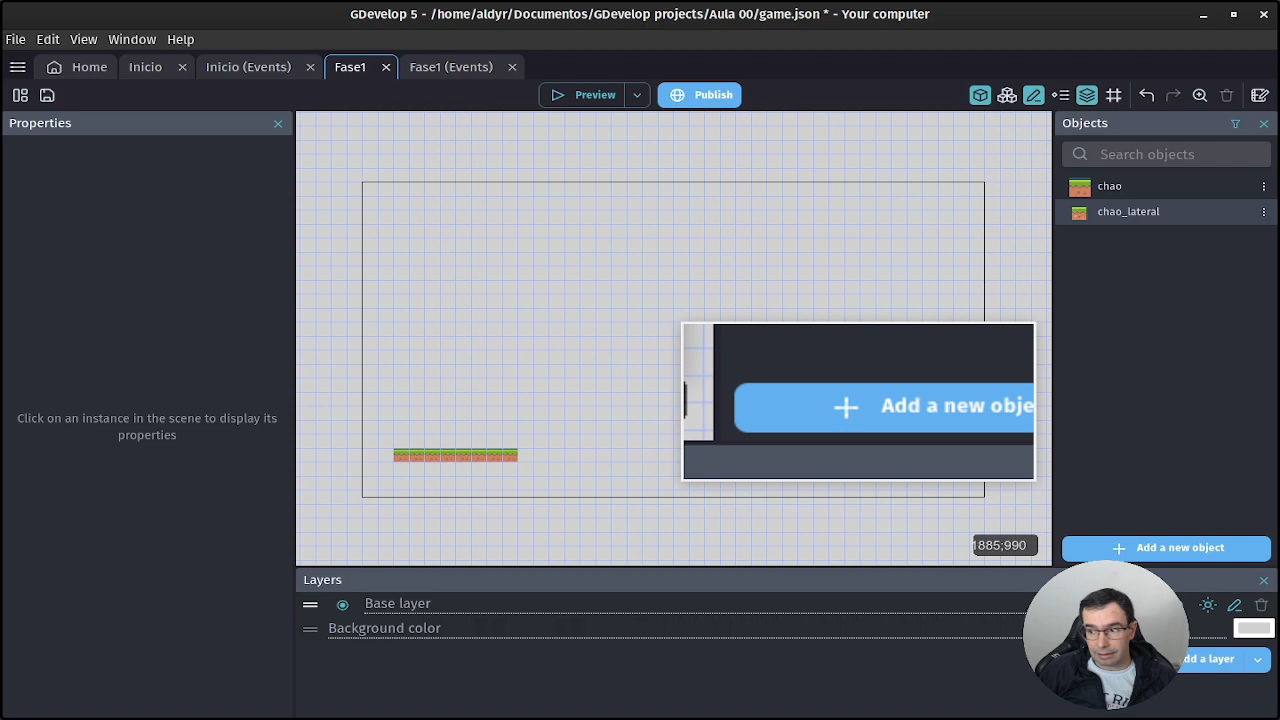 GDevelop 5 - /home/aldyr/Documentos/GDevelop projects/Aula 00/game.json * - Your computer
File Edit View Window Help
Home Inicio Inicio (Events) Fase1 Fase1 (Events)
Preview Publish
Properties
Objects
Search objects
chao
chao_lateral
Click on an instance in the scene to display its
properties
Add a new obje
1885;990
Add a new object
Layers
Base layer
Background color
d a layer